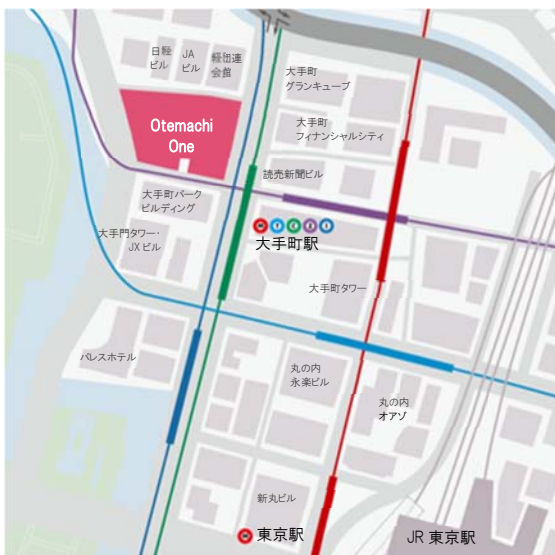 日経
ビル
JA
ビル
経団連
会館
大手町
グランキューブ
Otemachi
One
大手町
フィナンシャルシティ
読売新聞ビル
大手町パーク
ビルディング
大手門タワー・
JXビル
大手町駅
大手町タワー
パレスホテル
丸の内
永楽ビル
丸の内
オアゾ
新丸ビル
東京駅
JR 東京駅